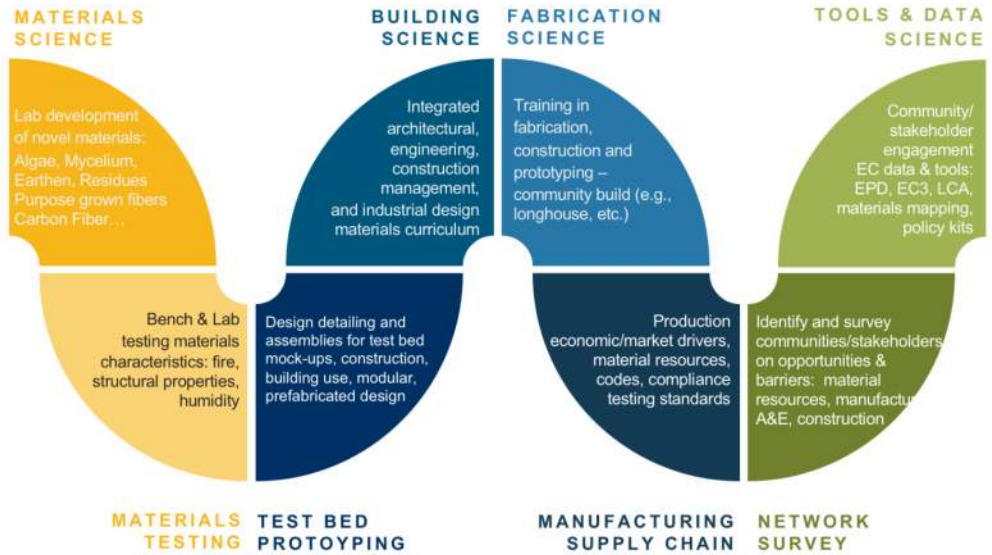 MATERIALS
SCIENCE
BUILDING
SCIENCE
FABRICATION
SCIENCE
TOOLS & DATA
SCIENCE
Lab development
of novel materials:
Algae, Mycelium,
Earthen, Residues
Purpose grown fibers
Carbon Fiber...
Integrated
architectural,
engineering,
construction
management,
and industrial design
materials curriculum
Training in
fabrication,
construction and
prototyping –
community build (e.g.,
longhouse, etc.)
Community/
stakeholder
engagement
EC data & tools:
EPD, EC3, LCA,
materials mapping,
policy kits
Bench & Lab
testing materials
characteristics: fire,
structural properties,
humidity
Design detailing and
assemblies for test bed
mock-ups, construction,
building use, modular,
prefabricated design
Production
economic/market drivers,
material resources,
codes, compliance
testing standards
Identify and survey
communities/stakeholders
on opportunities &
barriers: material
resources, manufactu
A&E, construction
MATERIALS
TESTING
TEST BED
PROTOYPING
MANUFACTURING
SUPPLY CHAIN
NETWORK
SURVEY